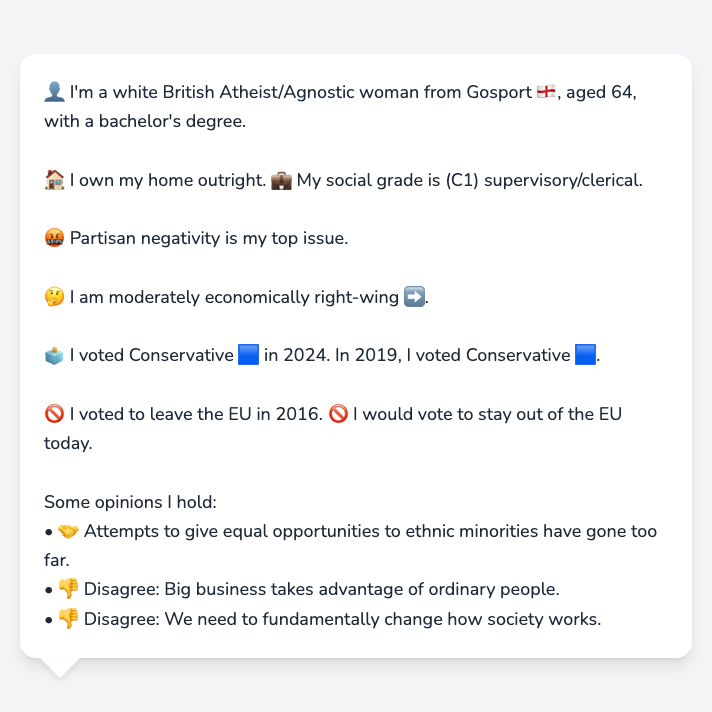 👤 I'm a white British Atheist/Agnostic woman from Gosport 🏴󠁧󠁢󠁥󠁮󠁧󠁿, aged 64,
with a bachelor's degree.
🏠 I own my home outright. 💼 My social grade is (C1) supervisory/clerical.
🤬 Partisan negativity is my top issue.
🤔 I am moderately economically right-wing ➡️.
🗳️ I voted Conservative 🟦 in 2024. In 2019, I voted Conservative 🟦.
🚫 I voted to leave the EU in 2016. 🚫 I would vote to stay out of the EU
today.
Some opinions I hold:
• 🤝 Attempts to give equal opportunities to ethnic minorities have gone too
far.
• 👎 Disagree: Big business takes advantage of ordinary people.
• 👎 Disagree: We need to fundamentally change how society works.